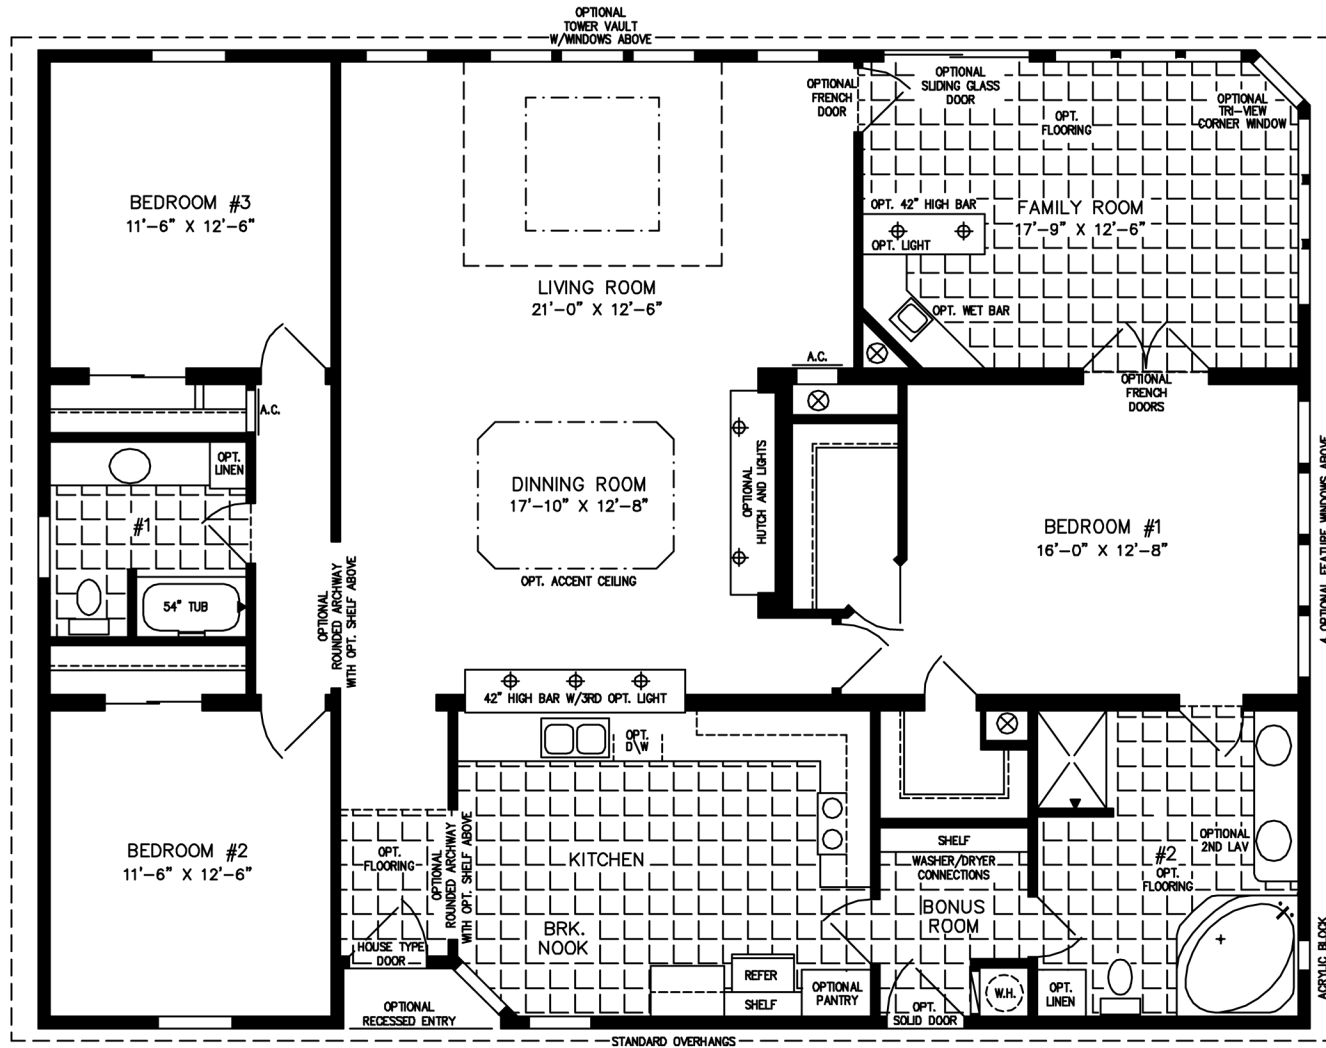 OPTIONAL
TOWER VAULT
W/WINDOWS ABOVE
OPTIONAL
FRENCH
DOOR
OPTIONAL
SLIDING GLASS
DOOR
OPT.
FLOORING
OPTIONAL
TRI-VIEW
CORNER WINDOW
BEDROOM #3
11'-6" X 12'-6"
OPT. 42" HIGH BAR
OPT. LIGHT
FAMILY ROOM
17'-9" X 12'-6"
LIVING ROOM
21'-0" X 12'-6"
OPT. WET BAR
A.C.
OPTIONAL
FRENCH
DOORS
A.C.
OPT.
LINEN
#1
54" TUB
DINNING ROOM
17'-10" X 12'-8"
OPT. ACCENT CEILING
OPTIONAL
HUTCH AND LIGHTS
BEDROOM #1
16'-0" X 12'-8"
4 OPTIONAL FEATURE WINDOWS ABOVE
OPTIONAL
ROUNDED ARCHWAY
WITH OPT. SHELF ABOVE
42" HIGH BAR W/3RD OPT. LIGHT
OPT.
D\W
BEDROOM #2
11'-6" X 12'-6"
OPT.
FLOORING
OPTIONAL
ROUNDED ARCHWAY
WITH OPT. SHELF ABOVE
KITCHEN
BRK.
NOOK
SHELF
WASHER/DRYER
CONNECTIONS
BONUS
ROOM
OPTIONAL
2ND LAV
#2
OPT.
FLOORING
HOUSE TYPE
DOOR
REFER
SHELF
OPTIONAL
PANTRY
W.H.
OPT.
LINEN
OPT.
SOLID DOOR
ACRYLIC BLOCK
OPTIONAL
RECESSED ENTRY
STANDARD OVERHANGS